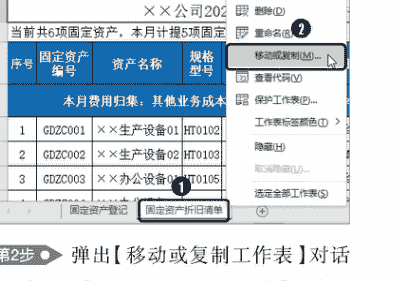 ××公司202
当前共6项固定资产，本月计提5项固定
序号 固定资产编号 资产名称 规格型号
本月费用归集：其他业务成本
1 GDZC001 ××生产设备01 HT0102
2 GDZC002 ××生产设备02 HT0103
3 GDZC003 ××办公设备01 HT0105
固定资产登记 固定资产折旧清单
删除(D)
2
重命名(R)
移动或复制(M)...
查看代码(V)
保护工作表(P)...
工作表标签颜色(T)
隐藏(H)
取消隐藏(U)...
选定全部工作表(S)
1
第2步 弹出【移动或复制工作表】对话